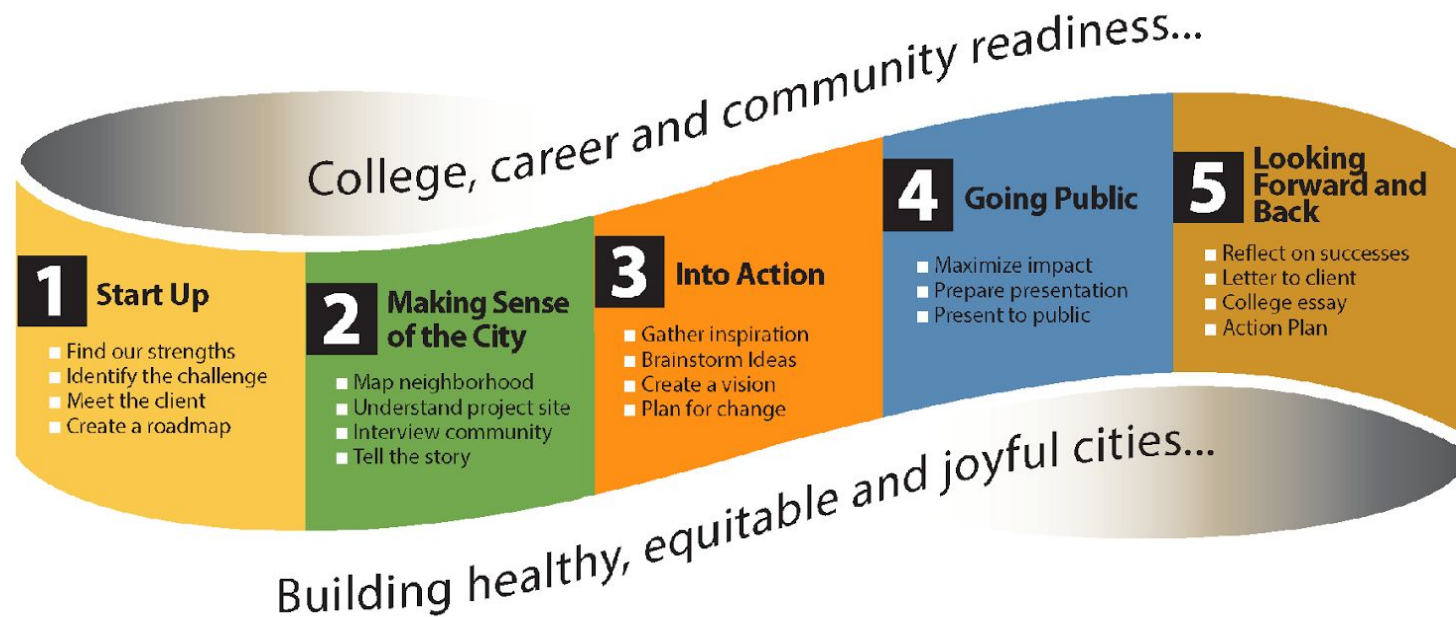 College, career and community readiness...
1 Start Up
Find our strengths
Identify the challenge
Meet the client
Create a roadmap
2 Making Sense
of the City
Map neighborhood
Understand project site
Interview community
Tell the story
3 Into Action
Gather inspiration
Brainstorm Ideas
Create a vision
Plan for change
4 Going Public
Maximize impact
Prepare presentation
Present to public
5 Looking
Forward and
Back
Reflect on successes
Letter to client
College essay
Action Plan
Building healthy, equitable and joyful cities...